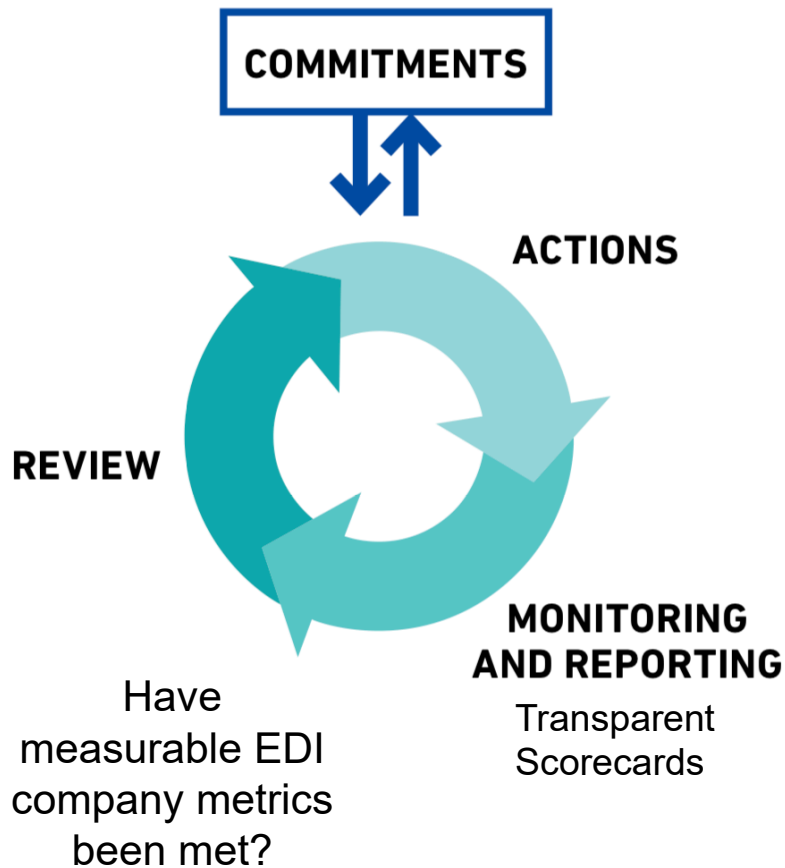 COMMITMENTS
ACTIONS
REVIEW
MONITORING
AND REPORTING
Transparent
Scorecards
Have
measurable EDI
company metrics
been met?